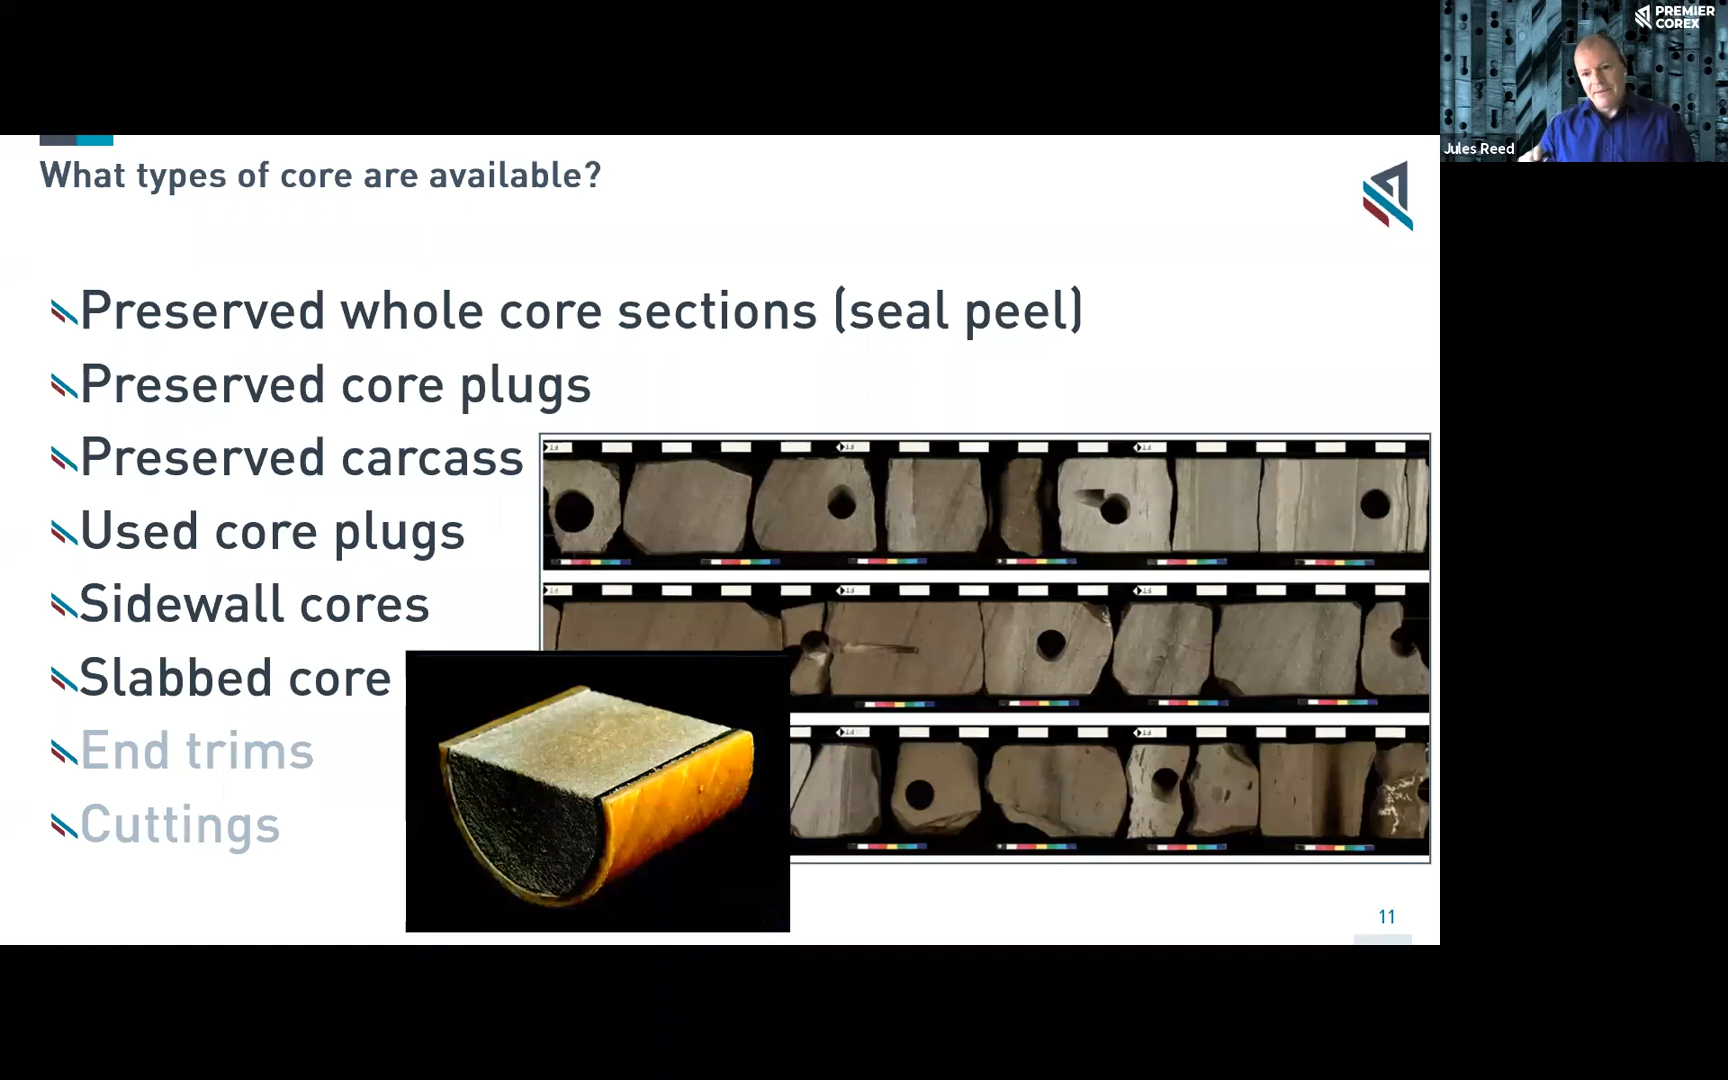 PREMIER
COREX
Jules Reed
What types of core are available?
Preserved whole core sections (seal peel)
Preserved core plugs
Preserved carcass
Used core plugs
Sidewall cores
Slabbed core
End trims
Cuttings
11